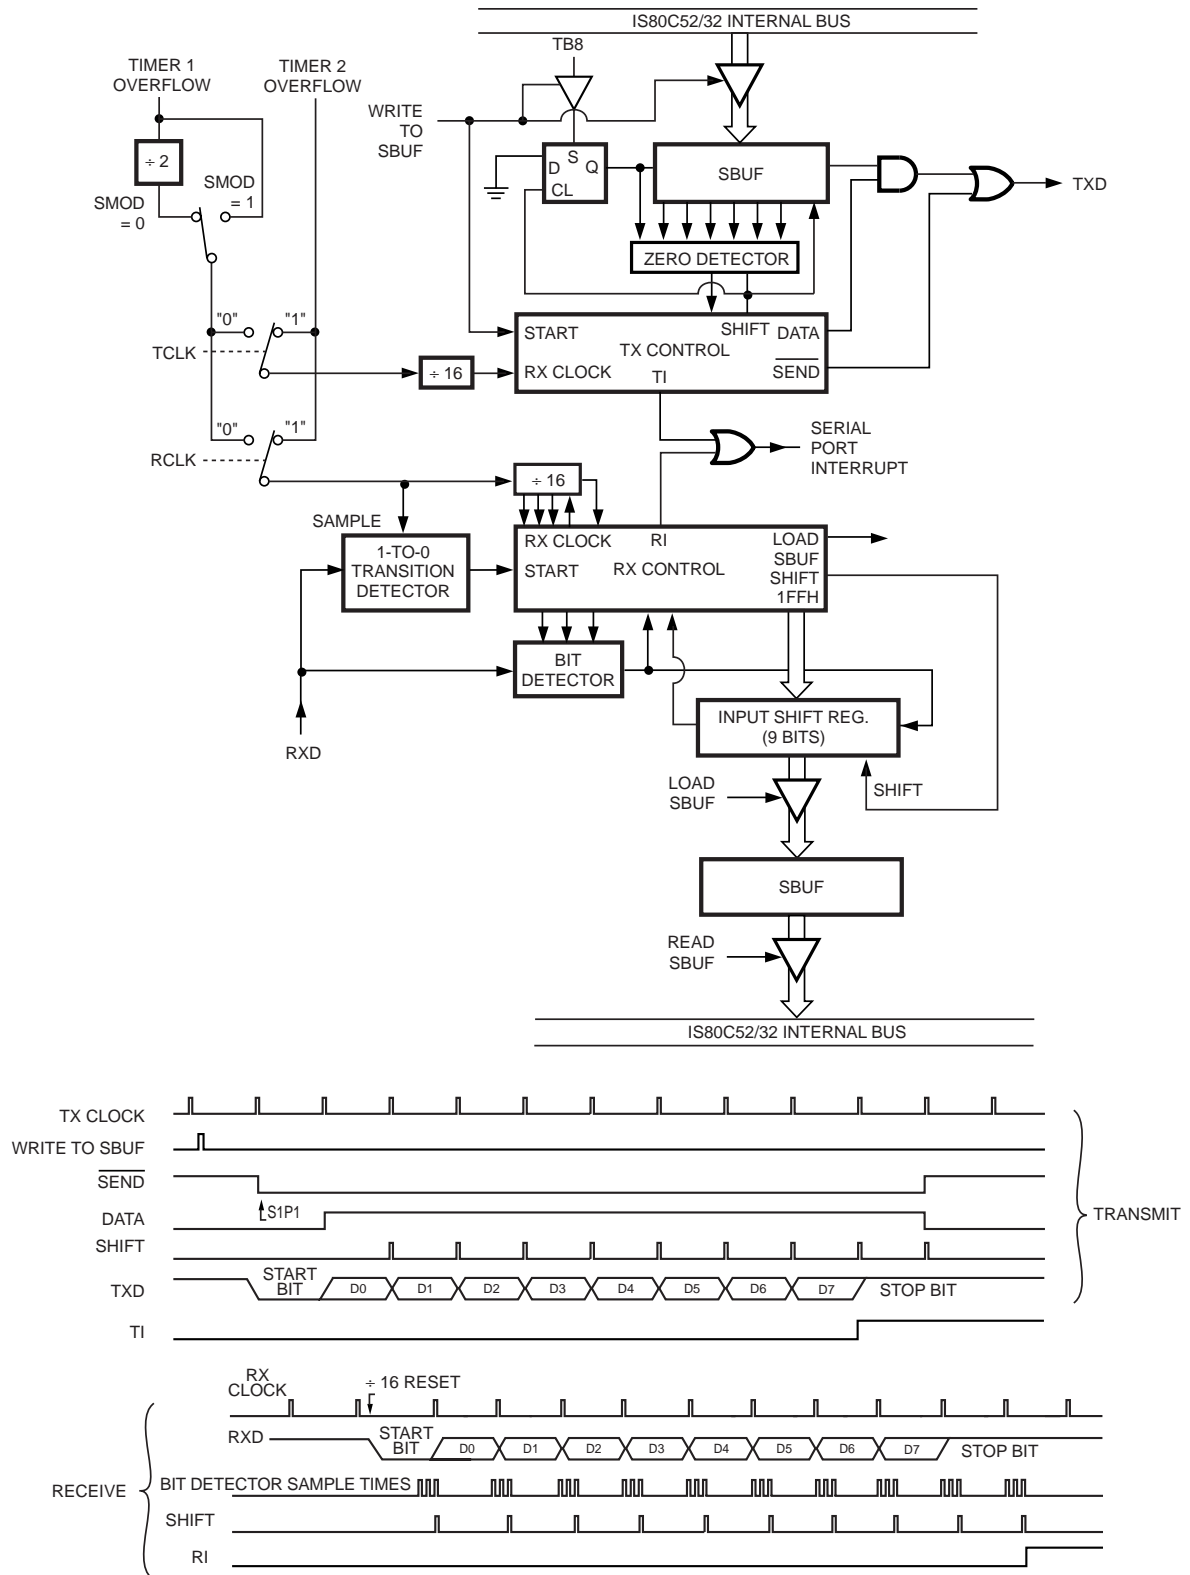 IS80C52/32 INTERNAL BUS
TB8
TIMER 1
OVERFLOW
TIMER 2
OVERFLOW
WRITE
TO
SBUF
÷ 2
SMOD
= 1
SMOD
= 0
S
D
Q
CL
SBUF
TXD
ZERO DETECTOR
"0"
"1"
TCLK
÷ 16
START
SHIFT
DATA
TX CONTROL
RX CLOCK
TI
SEND
"0"
"1"
RCLK
SERIAL
PORT
INTERRUPT
÷ 16
SAMPLE
1-TO-0
TRANSITION
DETECTOR
RX CLOCK
RI
LOAD
SBUF
START
RX CONTROL
SHIFT
1FFH
BIT
DETECTOR
RXD
INPUT SHIFT REG.
(9 BITS)
LOAD
SBUF
SHIFT
SBUF
READ
SBUF
IS80C52/32 INTERNAL BUS
TX CLOCK
WRITE TO SBUF
SEND
S1P1
DATA
SHIFT
TXD
START
BIT
D0 D1 D2 D3 D4 D5 D6 D7
STOP BIT
TI
TRANSMIT
RX
CLOCK
÷ 16 RESET
RXD
START
BIT
D0 D1 D2 D3 D4 D5 D6 D7
STOP BIT
RECEIVE
BIT DETECTOR SAMPLE TIMES
SHIFT
RI